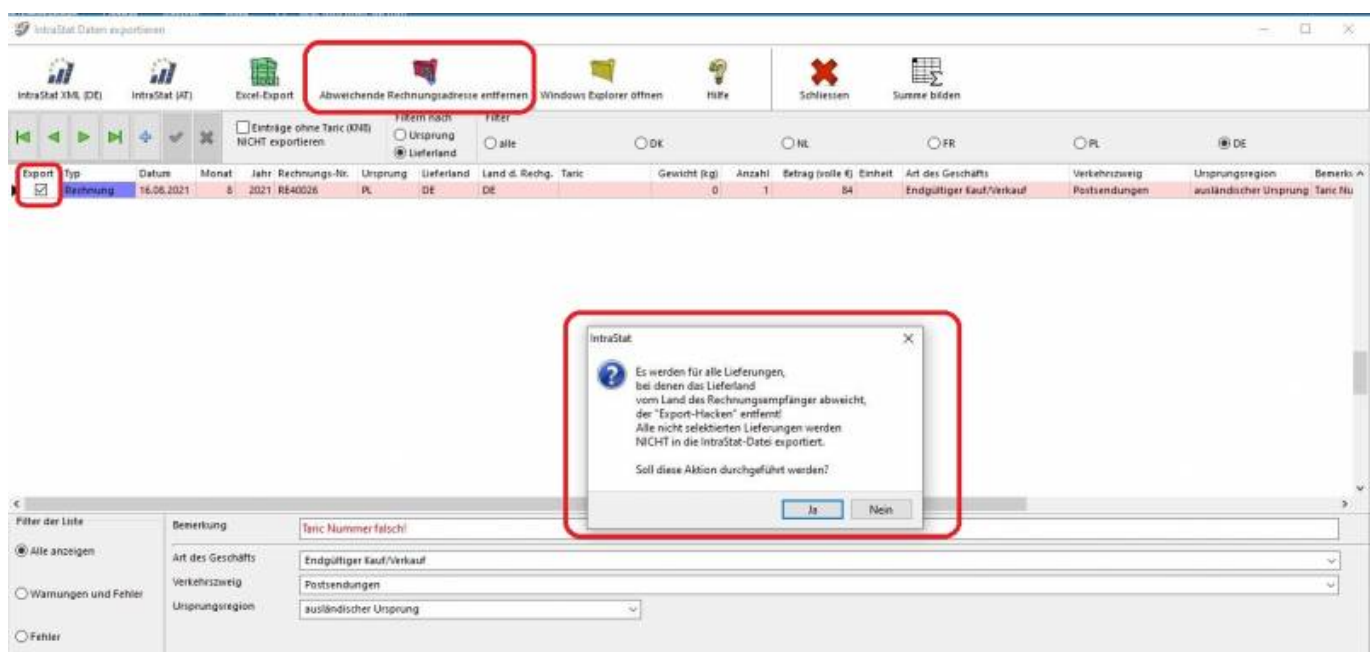 IntraStat Daten exportieren
IntraStat XML (DE)
IntraStat (AT)
Excel-Export
Abweichende Rechnungsadresse entfernen
Windows Explorer öffnen
Hilfe
Schliessen
Summe bilden
Einträge ohne Taric (KN8)
NICHT exportieren
Filtern nach
Ursprung
Lieferland
Filter
alle
DK
NL
FR
PL
DE
Export Typ Datum Monat Jahr Rechnungs-Nr. Ursprung Lieferland Land d. Rechg. Taric Gewicht (kg) Anzahl Betrag (volle €) Einheit Art des Geschäfts Verkehrszweig Ursprungsregion Bemerk
Rechnung 16.08.2021 8 2021 RE40026 PL DE DE 0 1 84 Endgültiger Kauf/Verkauf Postsendungen ausländischer Ursprung Taric Nu
IntraStat
Es werden für alle Lieferungen,
bei denen das Lieferland
vom Land des Rechnungsempfänger abweicht,
der "Export-Hacken" entfernt!
Alle nicht selektierten Lieferungen werden
NICHT in die IntraStat-Datei exportiert.
Soll diese Aktion durchgeführt werden?
Ja
Nein
Filter der Liste
Alle anzeigen
Warnungen und Fehler
Fehler
Bemerkung
Taric Nummer falsch!
Art des Geschäfts
Endgültiger Kauf/Verkauf
Verkehrszweig
Postsendungen
Ursprungsregion
ausländischer Ursprung